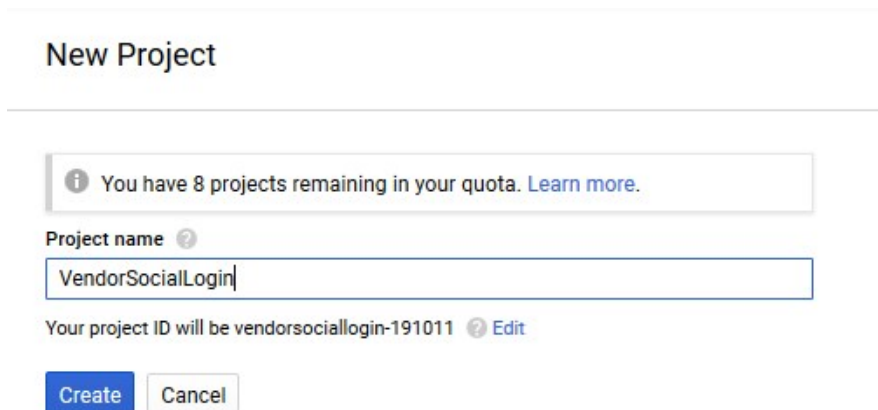 New Project
You have 8 projects remaining in your quota. Learn more.
Project name
VendorSocialLogin
Your project ID will be vendorsociallogin-191011 Edit
Create Cancel